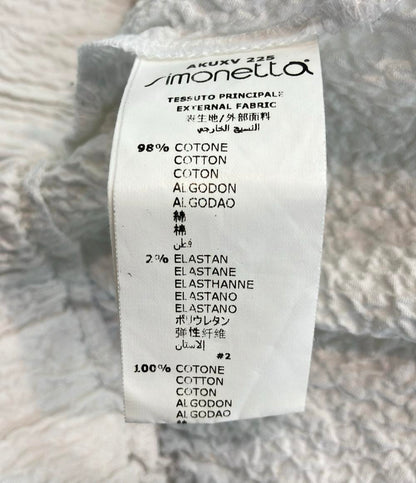 AKUXV 225
simonetta
TESSUTO PRINCIPALE
EXTERNAL FABRIC
表生地/外部面料
النسيج الخارجي
98% COTONE
COTTON
COTON
ALGODON
ALGODAO
綿
棉
قطن
2% ELASTAN
ELASTANE
ELASTHANNE
ELASTANO
ELASTANO
ポリウレタン
弹性纤维
إلاستان
#2
100% COTONE
COTTON
COTON
ALGODON
ALGODAO
綿